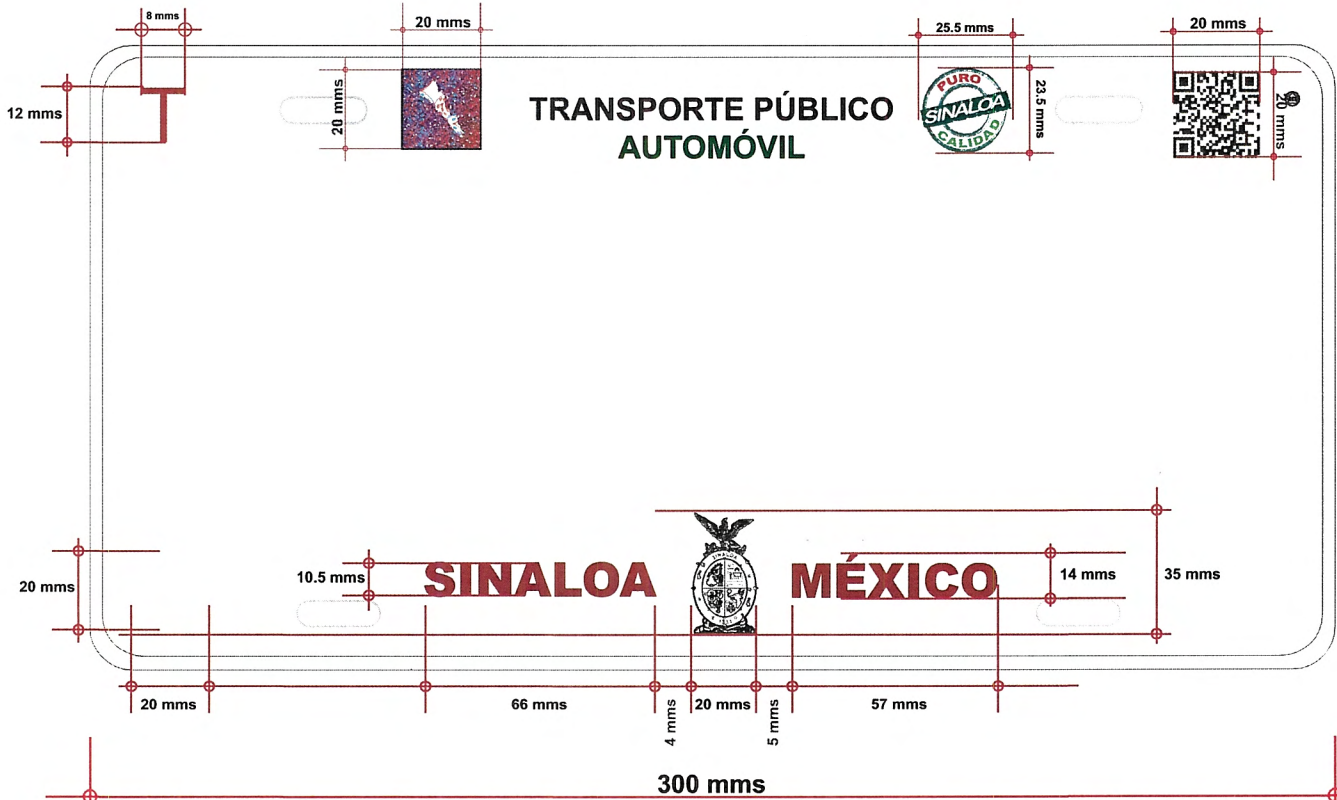 8 mms
20 mms
25.5 mms
20 mms
12 mms
20 mms
TRANSPORTE PÚBLICO
AUTOMÓVIL
PURO
SINALOA
CALIDAD
23.5 mms
20 mms
20 mms
10.5 mms
SINALOA
SINALOA
MÉXICO
14 mms
35 mms
20 mms
66 mms
4 mms
20 mms
5 mms
57 mms
300 mms